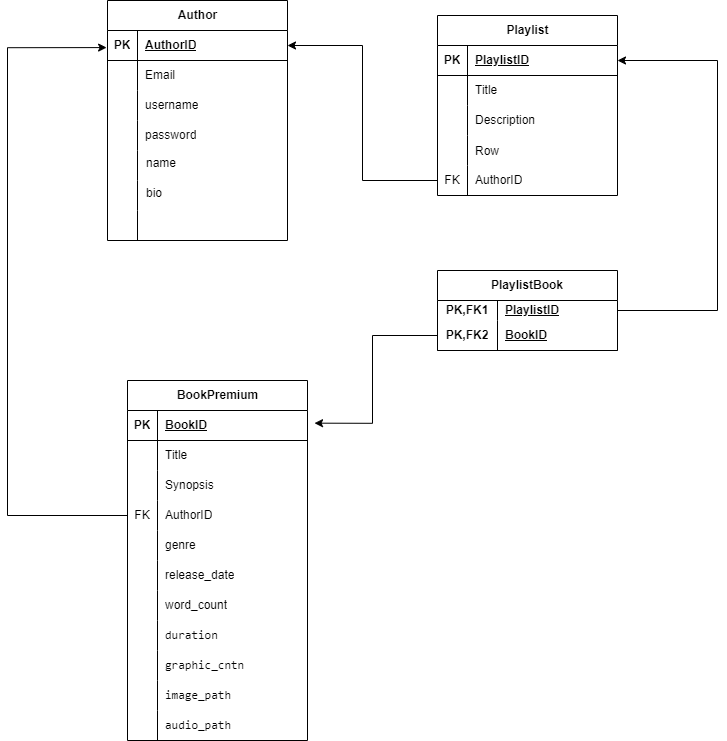 Author
PK AuthorID
Email
username
password
name
bio
Playlist
PK PlaylistID
Title
Description
Row
FK AuthorID
PlaylistBook
PK,FK1 PlaylistID
PK,FK2 BookID
BookPremium
PK BookID
Title
Synopsis
FK AuthorID
genre
release_date
word_count
duration
graphic_cntn
image_path
audio_path